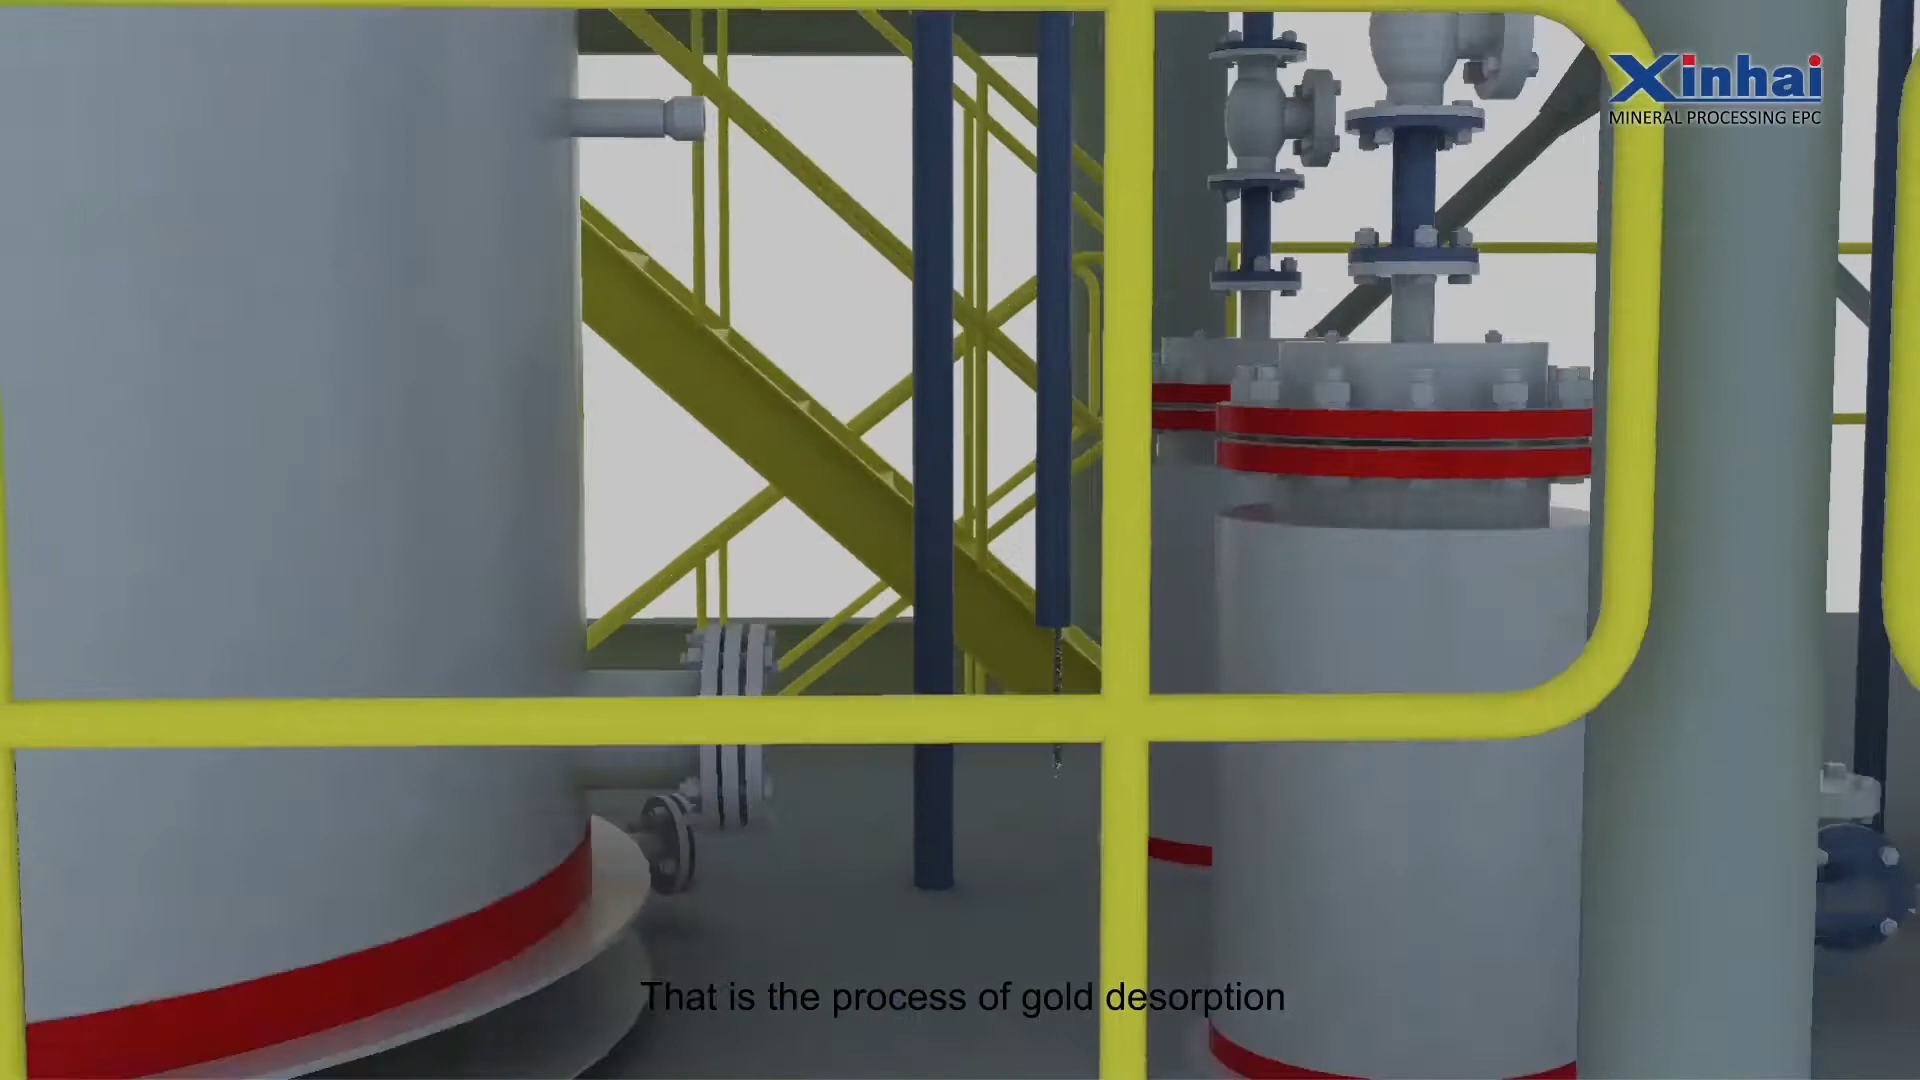 Xinhai
MINERAL PROCESSING EPC
That is the process of gold desorption